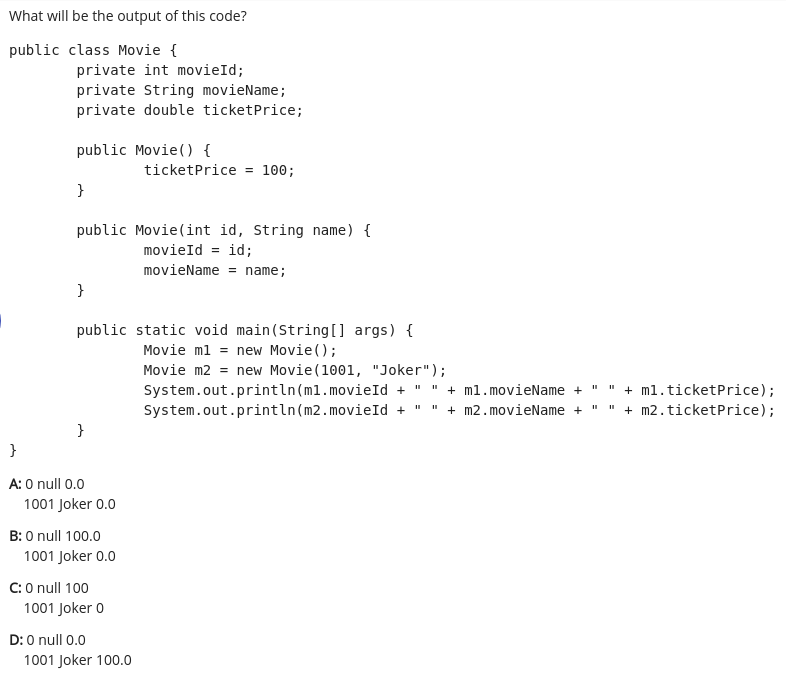 What will be the output of this code?
public class Movie {
private int movieId;
private String movieName;
private double ticketPrice;
public Movie() {
ticketPrice = 100;
}
public Movie(int id, String name) {
movieId = id;
movieName = name;
}
public static void main(String[] args) {
Movie m1 = new Movie();
Movie m2 = new Movie(1001, "Joker");
System.out.println(m1.movieId + " " + m1.movieName + " " + m1.ticketPrice);
System.out.println(m2.movieId + " " + m2.movieName + " " + m2.ticketPrice);
}
}
A: 0 null 0.0
1001 Joker 0.0
B: 0 null 100.0
1001 Joker 0.0
C: 0 null 100
1001 Joker 0
D: 0 null 0.0
1001 Joker 100.0